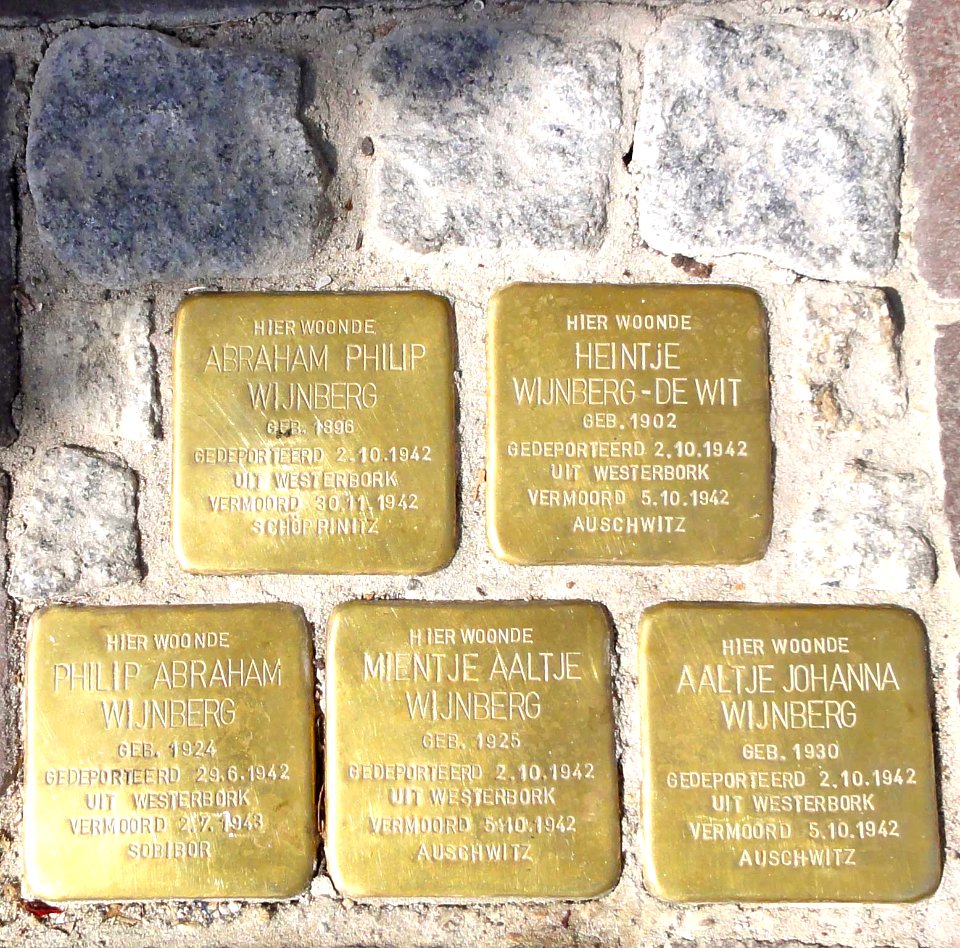 HIER WOONDE
ABRAHAM PHILIP
WIJNBERG
GEB. 1896
GEDEPORTEERD 2.10.1942
UIT WESTERBORK
VERMOORD 30.11.1942
SCHOPPINITZ
HIER WOONDE
HEINTJE
WIJNBERG-DE WIT
GEB. 1902
GEDEPORTEERD 2.10.1942
UIT WESTERBORK
VERMOORD 5.10.1942
AUSCHWITZ
HIER WOONDE
PHILIP ABRAHAM
WIJNBERG
GEB. 1924
GEDEPORTEERD 29.6.1942
UIT WESTERBORK
VERMOORD 2.7.1943
SOBIBOR
HIER WOONDE
MIENTJE AALTJE
WIJNBERG
GEB. 1925
GEDEPORTEERD 2.10.1942
UIT WESTERBORK
VERMOORD 5.10.1942
AUSCHWITZ
HIER WOONDE
AALTJE JOHANNA
WIJNBERG
GEB. 1930
GEDEPORTEERD 2.10.1942
UIT WESTERBORK
VERMOORD 5.10.1942
AUSCHWITZ